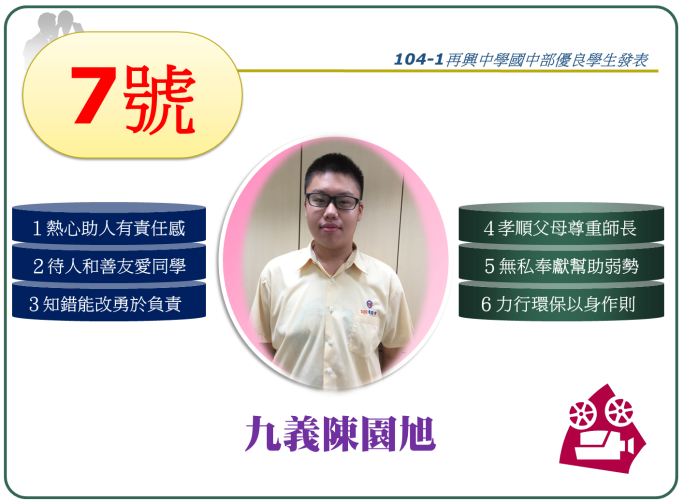 7號
104-1再興中學國中部優良學生發表
1熱心助人有責任感
2待人和善友愛同學
3知錯能改勇於負責
4孝順父母尊重師長
5無私奉獻幫助弱勢
6力行環保以身作則
九義陳園旭